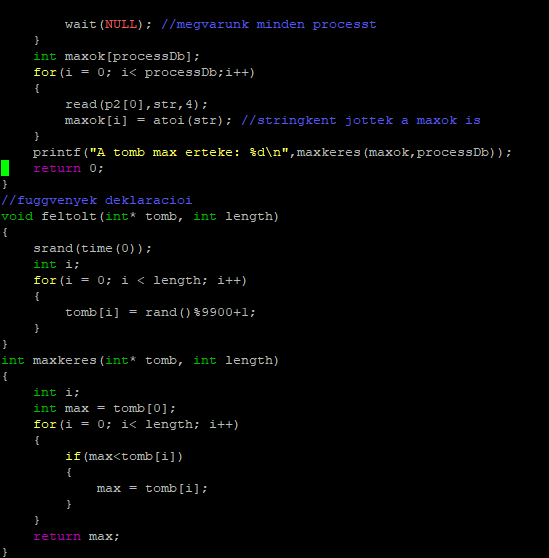 wait(NULL); //megvarunk minden processt
    }
    int maxok[processDb];
    for(i = 0; i< processDb;i++)
    {
        read(p2[0],str,4);
        maxok[i] = atoi(str); //stringkent jottek a maxok is
    }
    printf("A tomb max erteke: %d\n",maxkeres(maxok,processDb));
    return 0;
}
//fuggvenyek deklaracioi
void feltolt(int* tomb, int length)
{
    srand(time(0));
    int i;
    for(i = 0; i < length; i++)
    {
        tomb[i] = rand()%9900+1;
    }
}
int maxkeres(int* tomb, int length)
{
    int i;
    int max = tomb[0];
    for(i = 0; i< length; i++)
    {
        if(max<tomb[i])
        {
            max = tomb[i];
        }
    }
    return max;
}